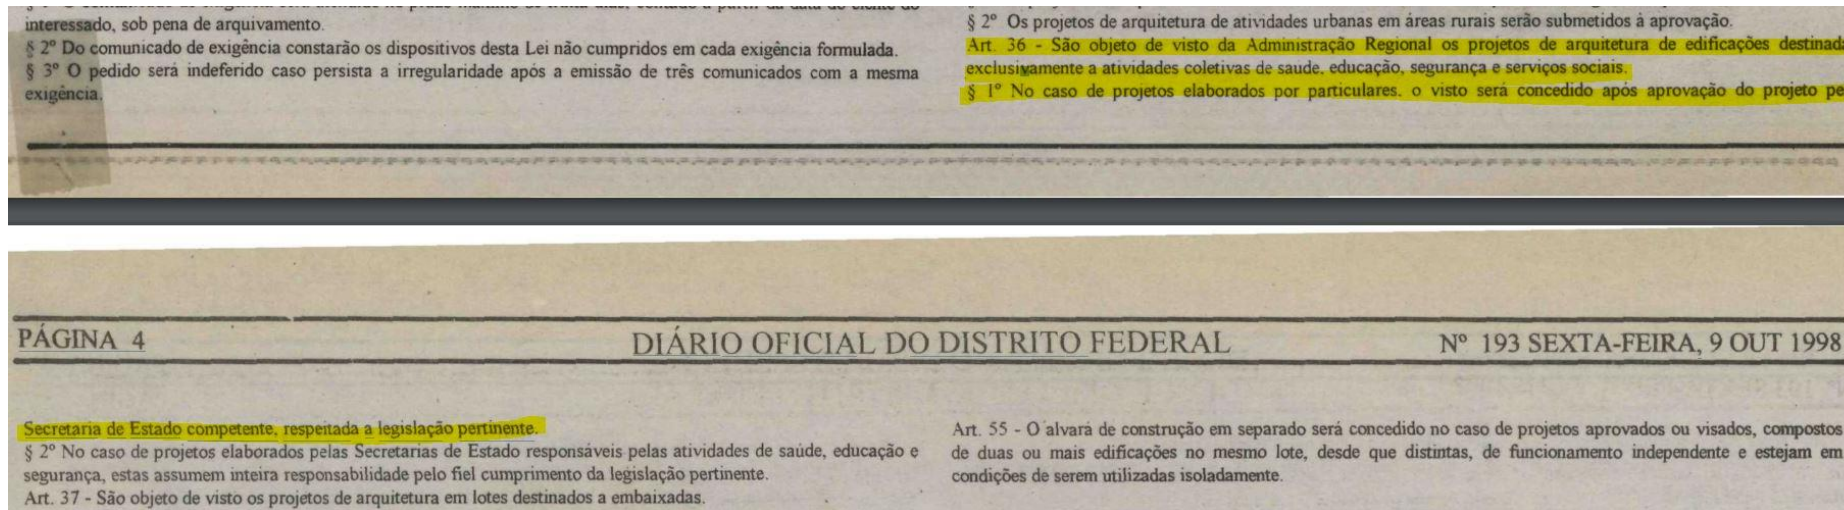 interessado, sob pena de arquivamento.
§ 2º Do comunicado de exigência constarão os dispositivos desta Lei não cumpridos em cada exigência formulada.
§ 3º O pedido será indeferido caso persista a irregularidade após a emissão de três comunicados com a mesma
exigência.
§ 2º Os projetos de arquitetura de atividades urbanas em áreas rurais serão submetidos à aprovação.
Art. 36 - São objeto de visto da Administração Regional os projetos de arquitetura de edificações destinad
exclusivamente a atividades coletivas de saude, educação, segurança e serviços sociais.
§ 1º No caso de projetos elaborados por particulares. o visto será concedido após aprovação do projeto pe
PÁGINA 4
DIÁRIO OFICIAL DO DISTRITO FEDERAL
Nº 193 SEXTA-FEIRA, 9 OUT 1998
Secretaria de Estado competente, respeitada a legislação pertinente.
§ 2º No caso de projetos elaborados pelas Secretarias de Estado responsáveis pelas atividades de saúde, educação e
segurança, estas assumem inteira responsabilidade pelo fiel cumprimento da legislação pertinente.
Art. 37 - São objeto de visto os projetos de arquitetura em lotes destinados a embaixadas.
Art. 55 - O alvará de construção em separado será concedido no caso de projetos aprovados ou visados, compostos
de duas ou mais edificações no mesmo lote, desde que distintas, de funcionamento independente e estejam em
condições de serem utilizadas isoladamente.